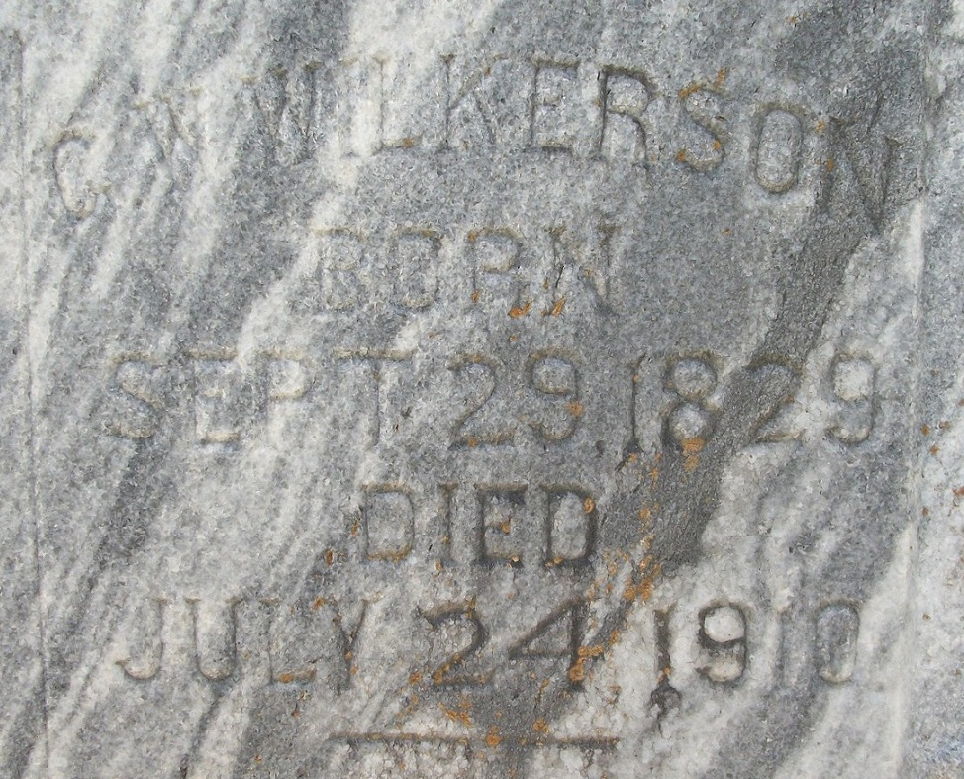 C. W. WILKERSON
BORN
SEPT 29 1829
DIED
JULY 24 1910